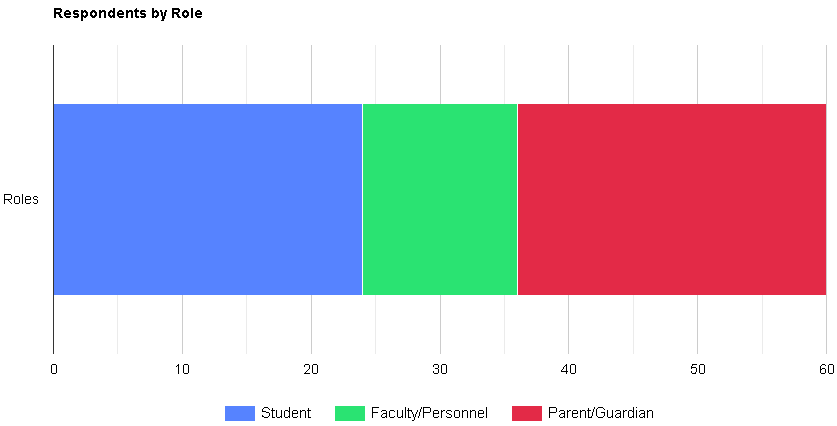 Respondents by Role
Roles
0 10 20 30 40 50 60
Student Faculty/Personnel Parent/Guardian